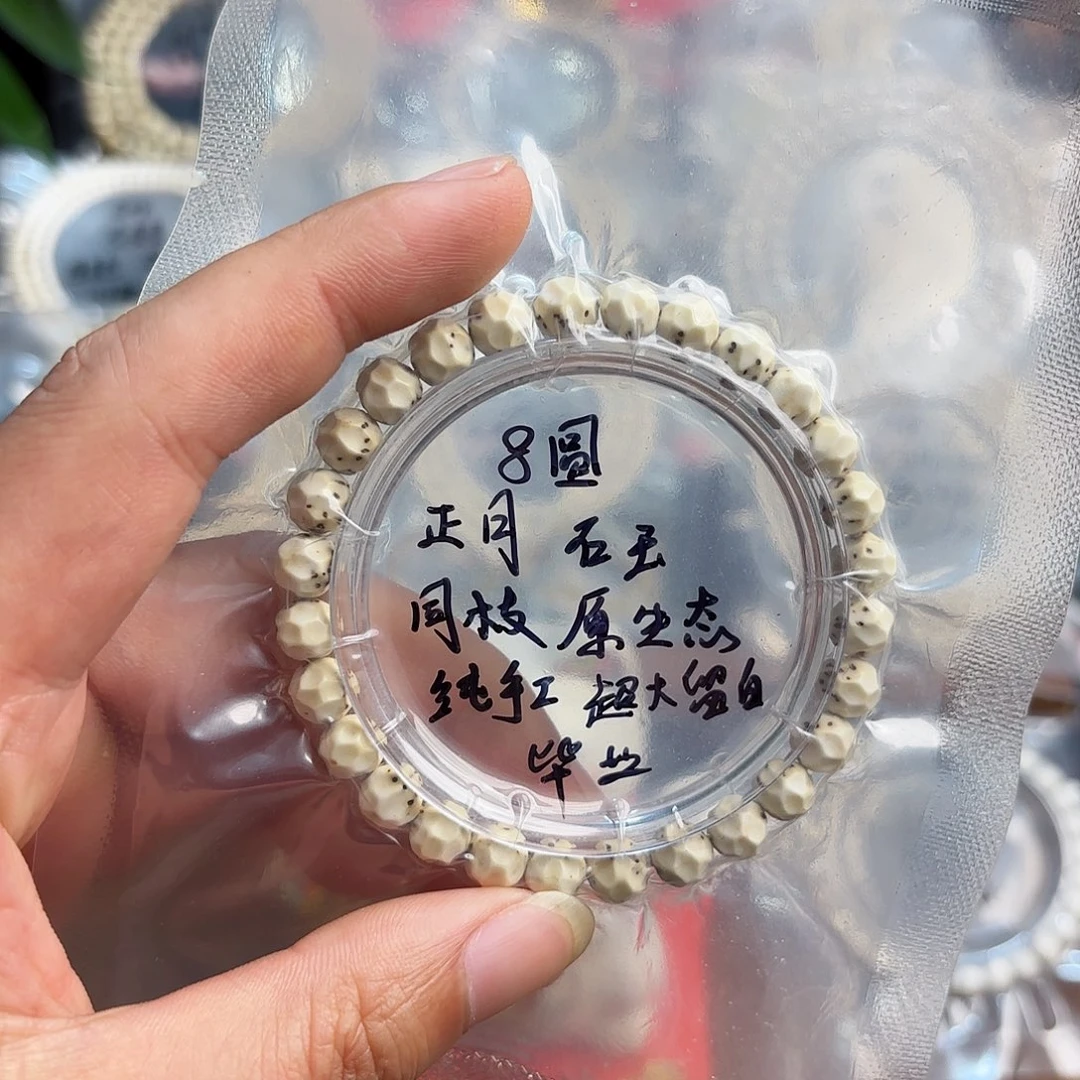 8圓
正月 石玉
同枝 原生态
纯手工 超大留白
毕业